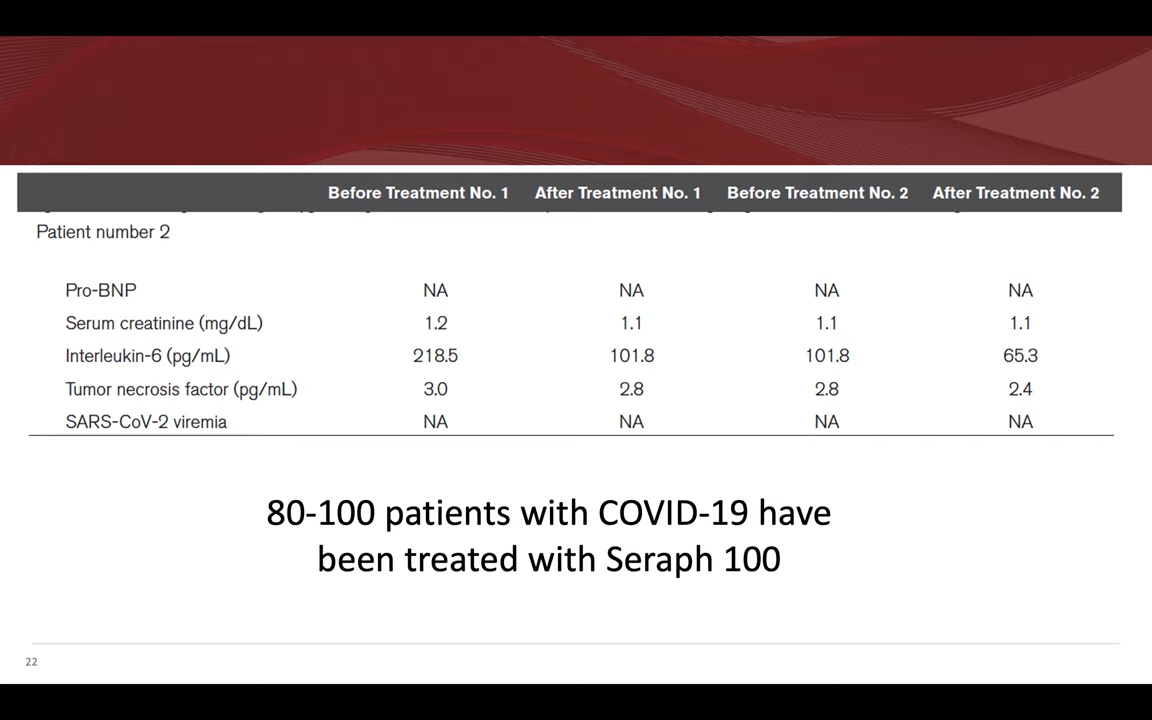 Before Treatment No. 1 After Treatment No. 1 Before Treatment No. 2 After Treatment No. 2
Patient number 2
Pro-BNP NA NA NA NA
Serum creatinine (mg/dL) 1.2 1.1 1.1 1.1
Interleukin-6 (pg/mL) 218.5 101.8 101.8 65.3
Tumor necrosis factor (pg/mL) 3.0 2.8 2.8 2.4
SARS-CoV-2 viremia NA NA NA NA
80-100 patients with COVID-19 have
been treated with Seraph 100
22